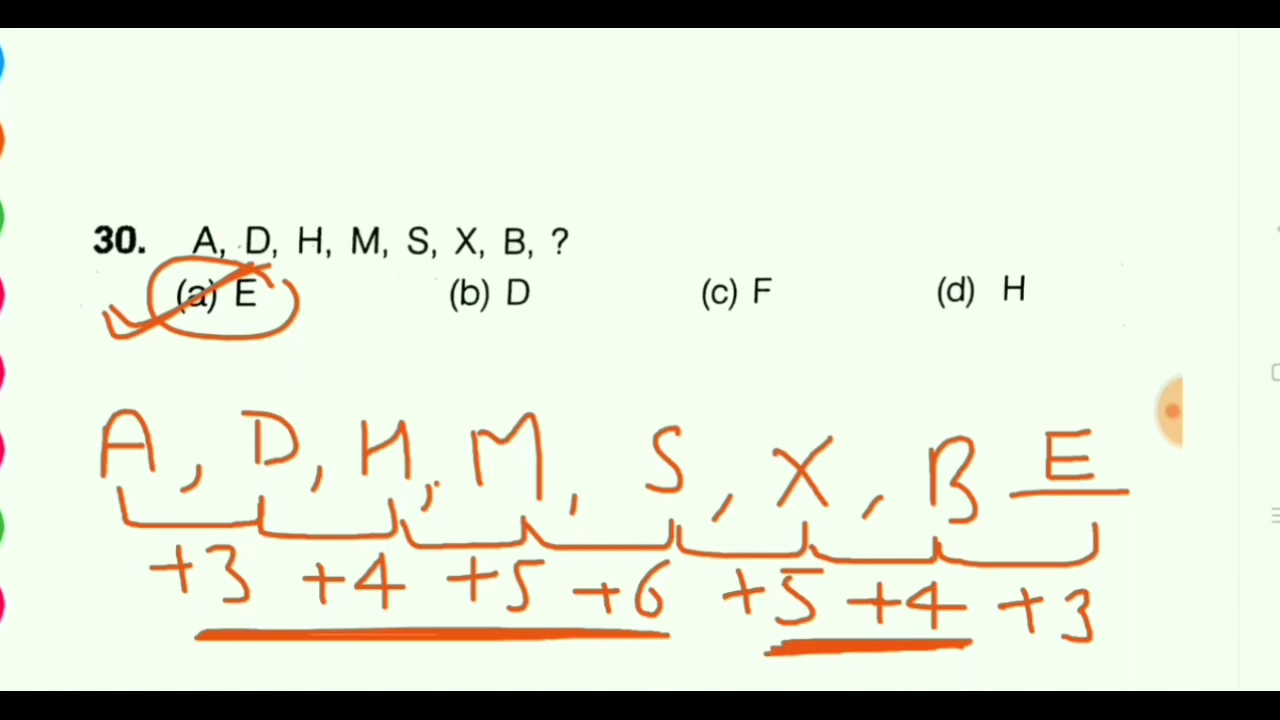 30. A, D, H, M, S, X, B, ?
(a) E (b) D (c) F (d) H
A, D, H, M, S, X, B E
+3 +4 +5 +6 +5 +4 +3